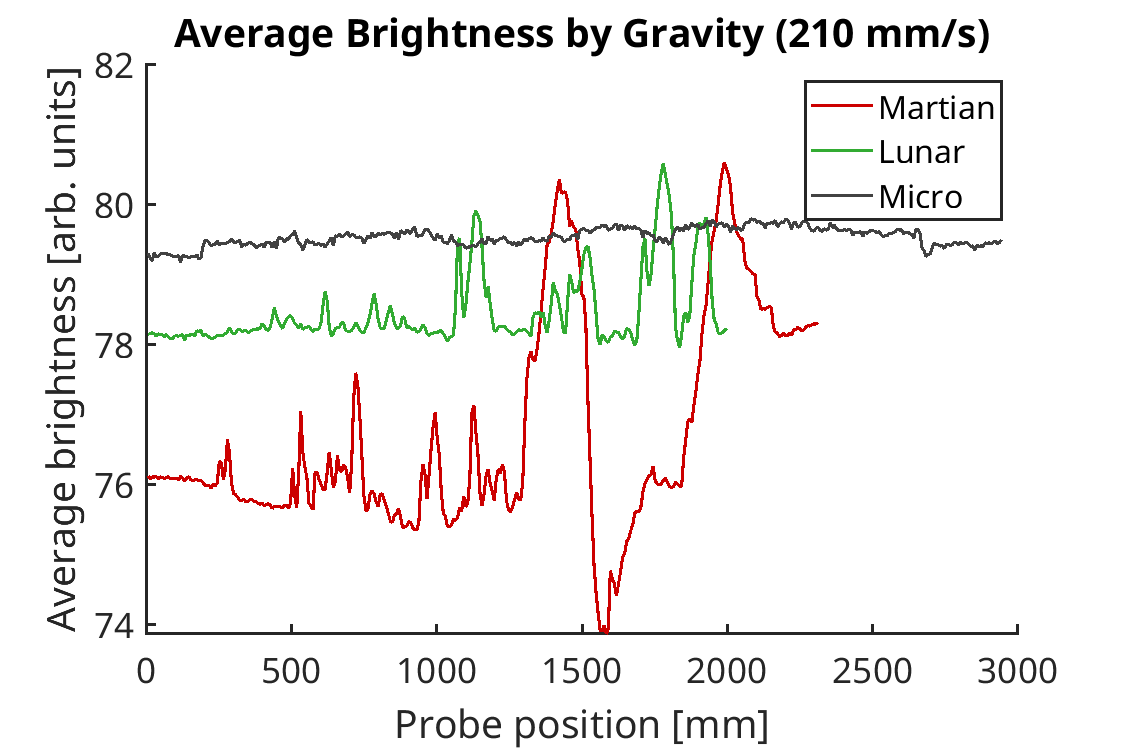 Average Brightness by Gravity (210 mm/s)
82
80
78
76
74
Average brightness [arb. units]
Martian
Lunar
Micro
0 500 1000 1500 2000 2500 3000
Probe position [mm]